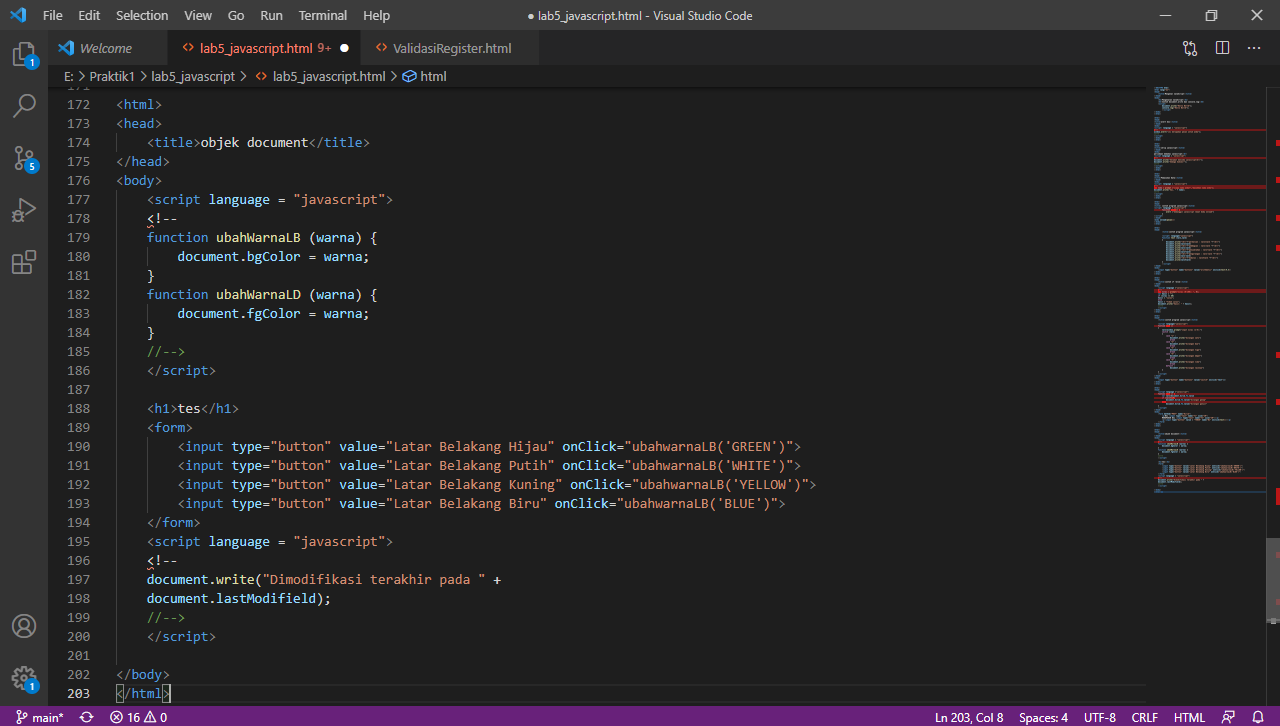 File Edit Selection View Go Run Terminal Help ● lab5_javascript.html - Visual Studio Code
Welcome lab5_javascript.html 9+ ValidasiRegister.html
E: > Praktik1 > lab5_javascript > lab5_javascript.html > html
171
172 <html>
173 <head>
174 <title>objek document</title>
175 </head>
176 <body>
177 <script language = "javascript">
178 <!--
179 function ubahWarnaLB (warna) {
180 document.bgColor = warna;
181 }
182 function ubahWarnaLD (warna) {
183 document.fgColor = warna;
184 }
185 //-->
186 </script>
187
188 <h1>tes</h1>
189 <form>
190 <input type="button" value="Latar Belakang Hijau" onClick="ubahwarnaLB('GREEN')">
191 <input type="button" value="Latar Belakang Putih" onClick="ubahwarnaLB('WHITE')">
192 <input type="button" value="Latar Belakang Kuning" onClick="ubahwarnaLB('YELLOW')">
193 <input type="button" value="Latar Belakang Biru" onClick="ubahwarnaLB('BLUE')">
194 </form>
195 <script language = "javascript">
196 <!--
197 document.write("Dimodifikasi terakhir pada " +
198 document.lastModifield);
199 //-->
200 </script>
201
202 </body>
203 </html>
1
5
1
main* 16 0 Ln 203, Col 8 Spaces: 4 UTF-8 CRLF HTML